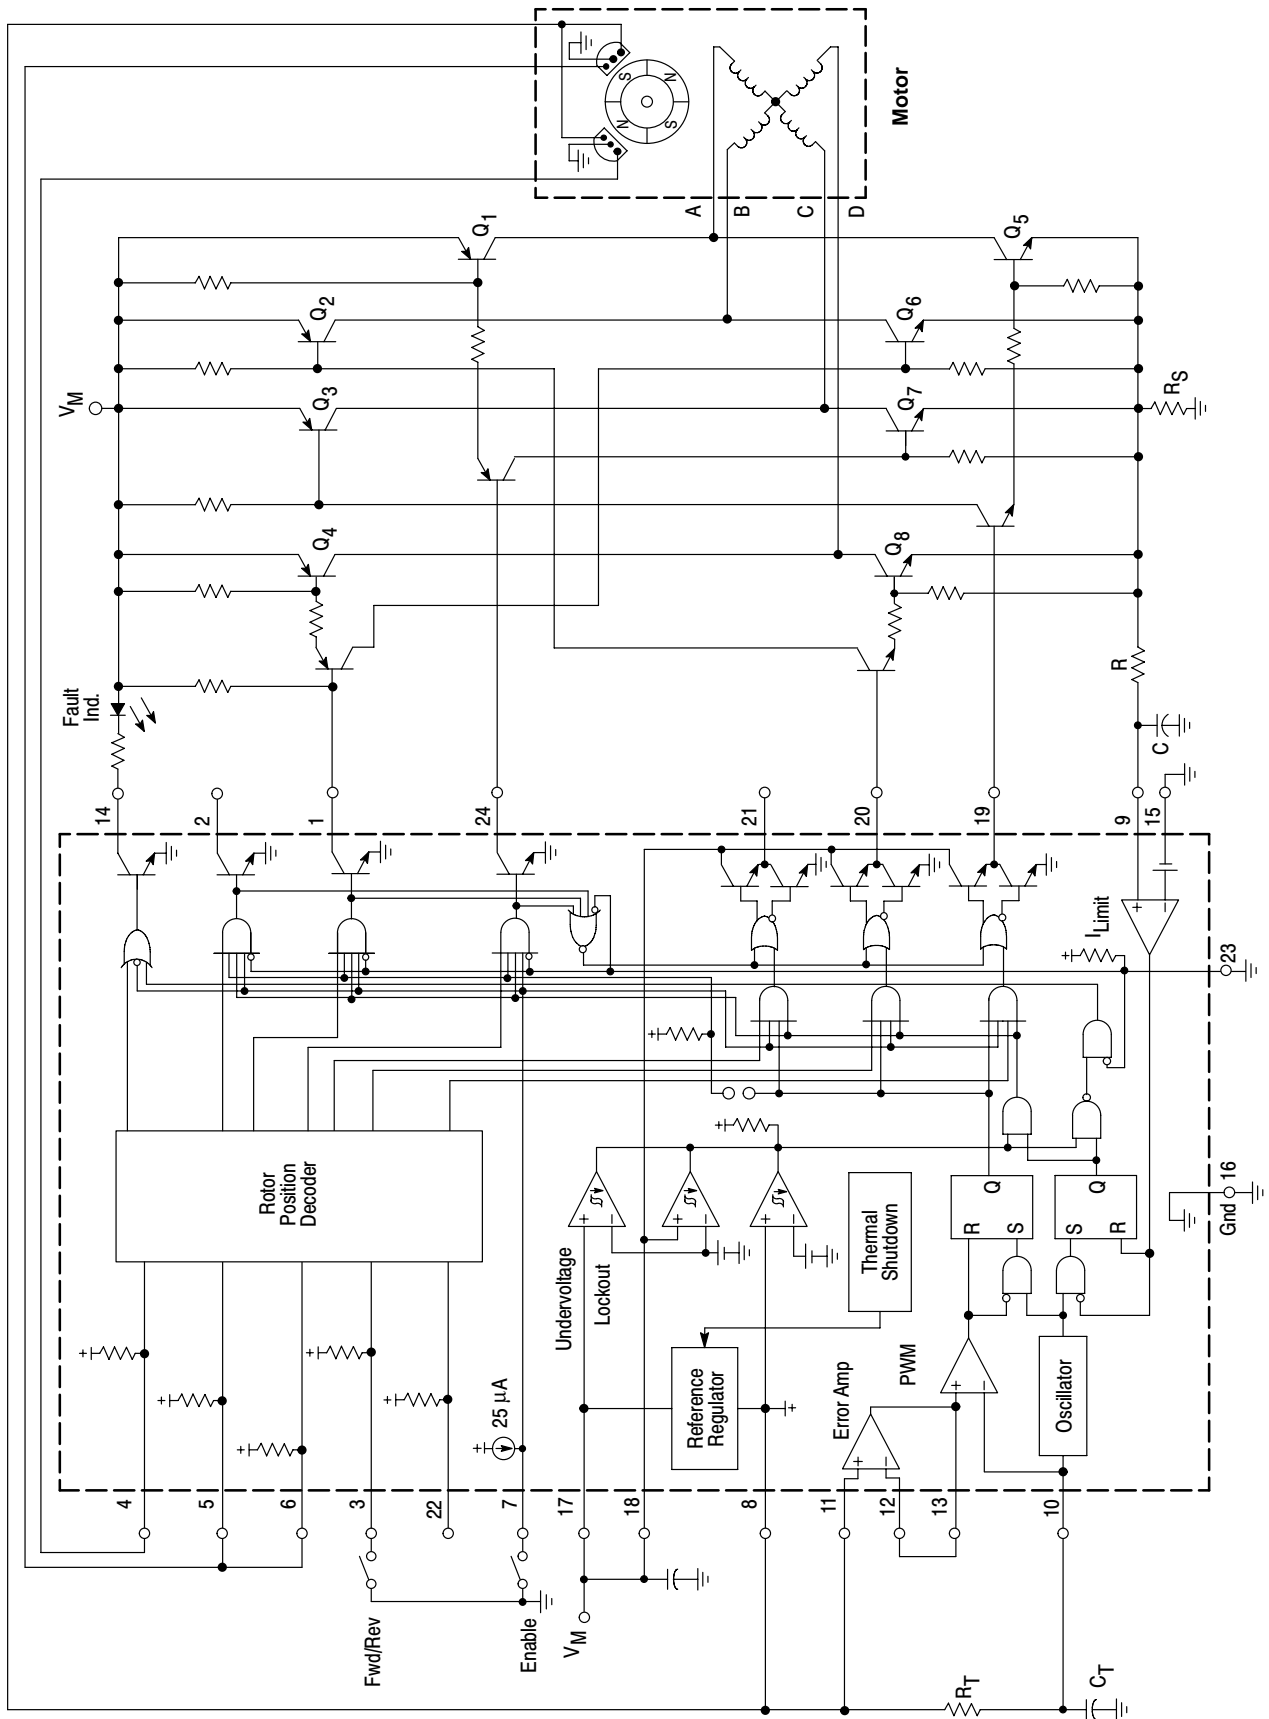 Motor
A
B
C
D
S
N
N
S
Q1
Q5
Q2
Q6
VM
Q3
Q7
RS
Q4
Q8
R
Fault
Ind.
C
14
2
1
24
21
20
19
9
15
ILimit
23
Rotor
Position
Decoder
Undervoltage
Lockout
Thermal
Shutdown
Reference
Regulator
25 µA
Error Amp
PWM
Oscillator
R
Q
S
S
Q
R
Gnd
16
4
5
6
3
22
7
17
18
8
11
12
13
10
Fwd/Rev
Enable
VM
RT
CT